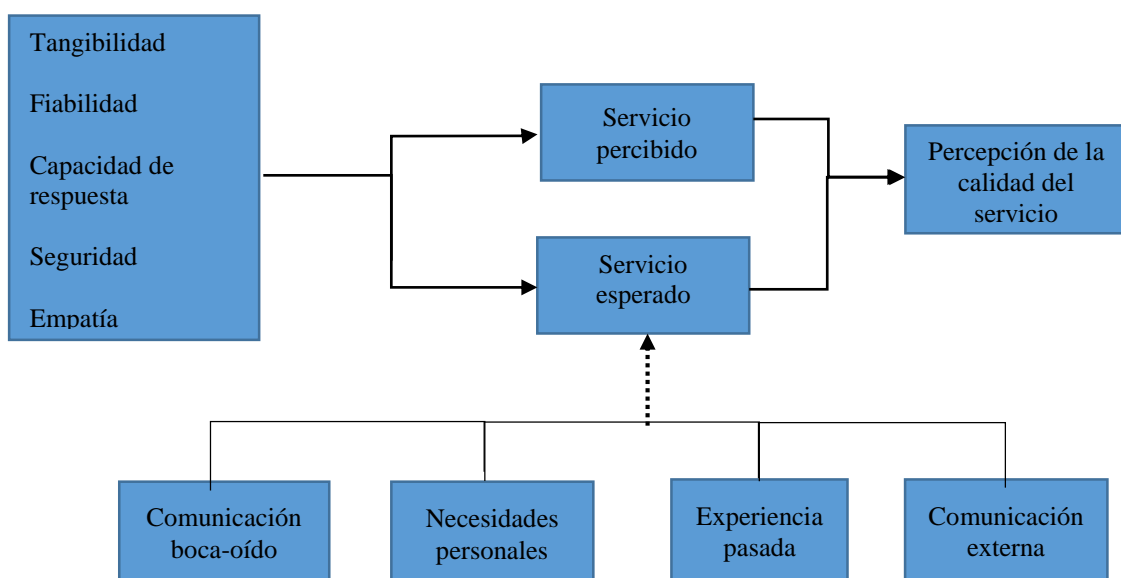 Tangibilidad
Fiabilidad
Capacidad de
respuesta
Seguridad
Empatía
Servicio
percibido
Servicio
esperado
Percepción de la
calidad del
servicio
Comunicación
boca-oído
Necesidades
personales
Experiencia
pasada
Comunicación
externa